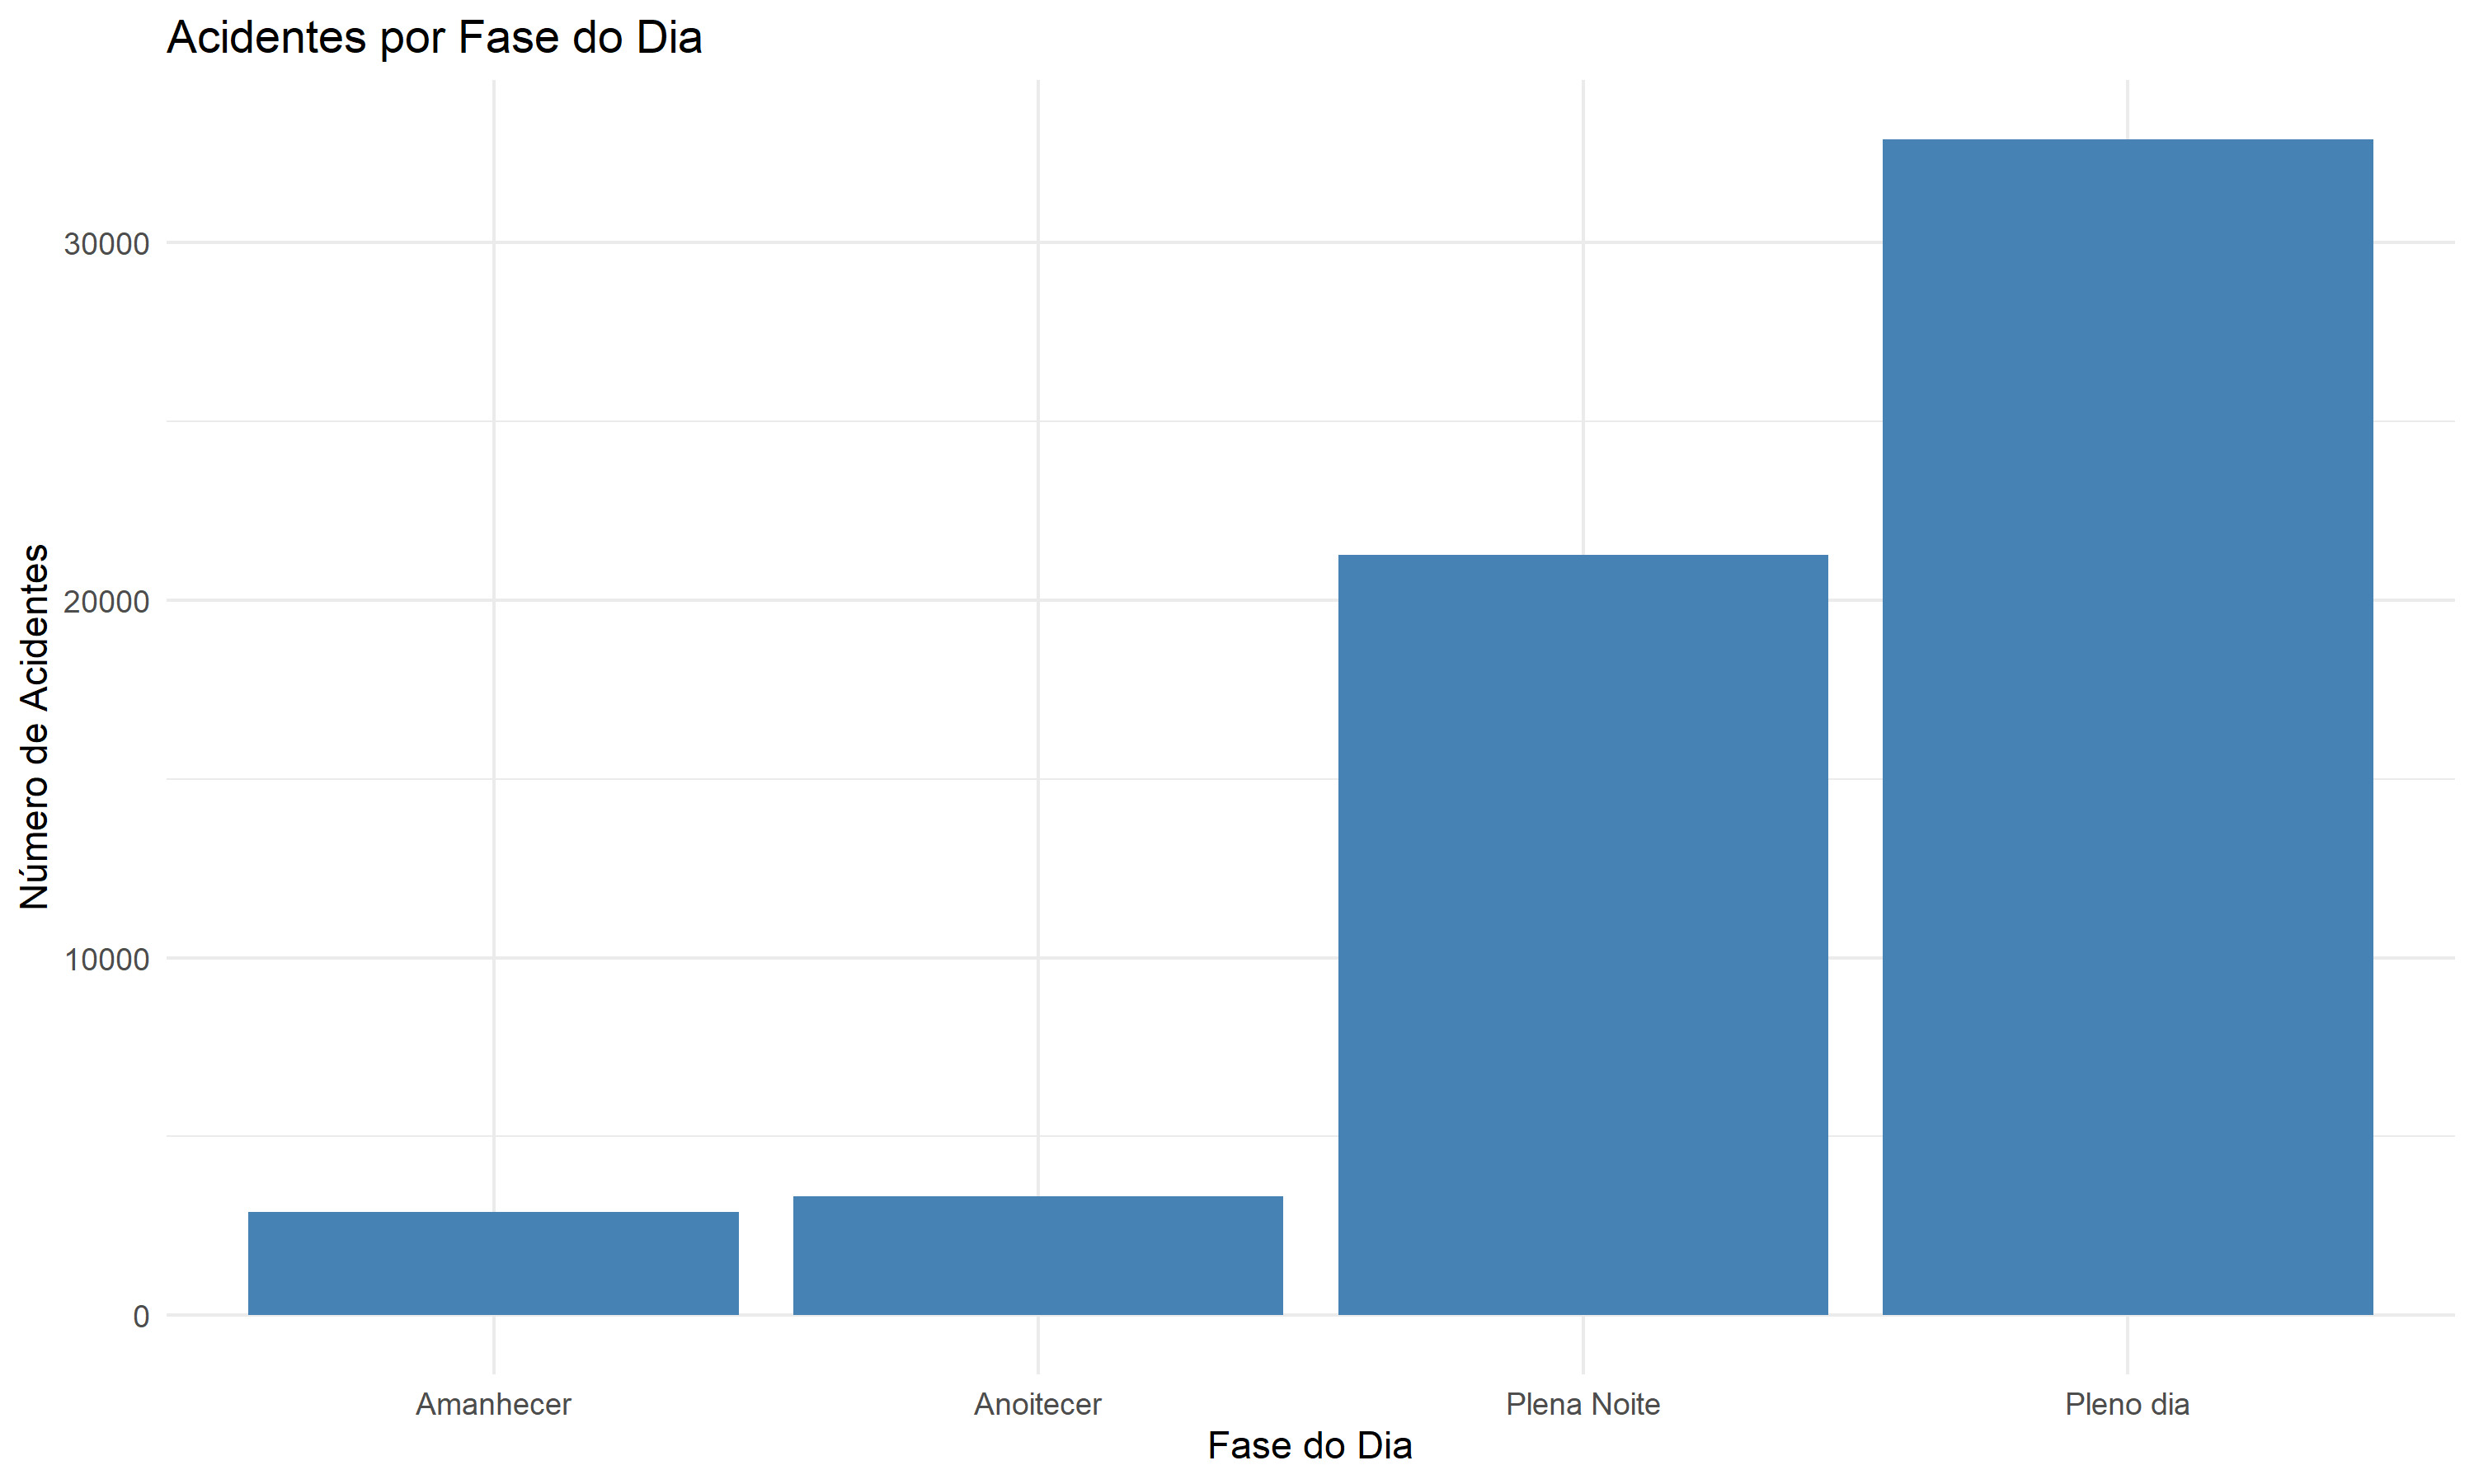 Acidentes por Fase do Dia
Número de Acidentes
30000
20000
10000
0
Amanhecer
Anoitecer
Plena Noite
Pleno dia
Fase do Dia